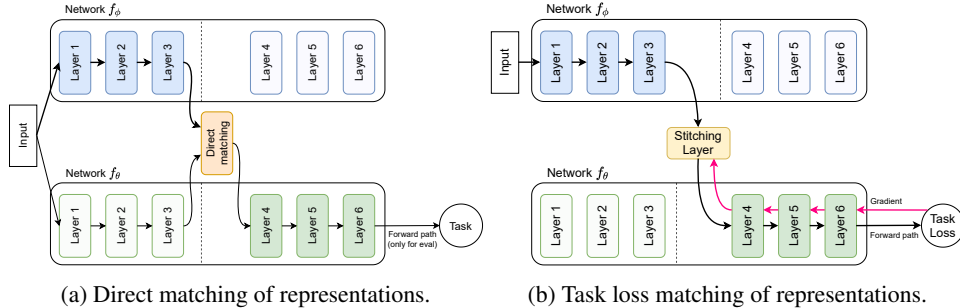 Network fϕ
Layer 1
Layer 2
Layer 3
Layer 4
Layer 5
Layer 6
Input
Direct
matching
Network fθ
Layer 1
Layer 2
Layer 3
Layer 4
Layer 5
Layer 6
Forward path
(only for eval)
Task
(a) Direct matching of representations.
Network fϕ
Input
Layer 1
Layer 2
Layer 3
Layer 4
Layer 5
Layer 6
Stitching
Layer
Network fθ
Layer 1
Layer 2
Layer 3
Layer 4
Layer 5
Layer 6
Gradient
Forward path
Task
Loss
(b) Task loss matching of representations.